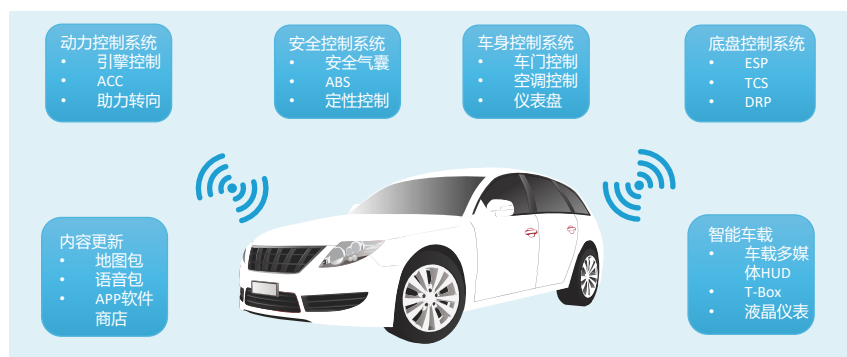 动力控制系统
• 引擎控制
• ACC
• 助力转向
安全控制系统
• 安全气囊
• ABS
• 定性控制
车身控制系统
• 车门控制
• 空调控制
• 仪表盘
底盘控制系统
• ESP
• TCS
• DRP
内容更新
• 地图包
• 语音包
• APP软件
商店
智能车载
• 车载多媒
体HUD
• T-Box
• 液晶仪表